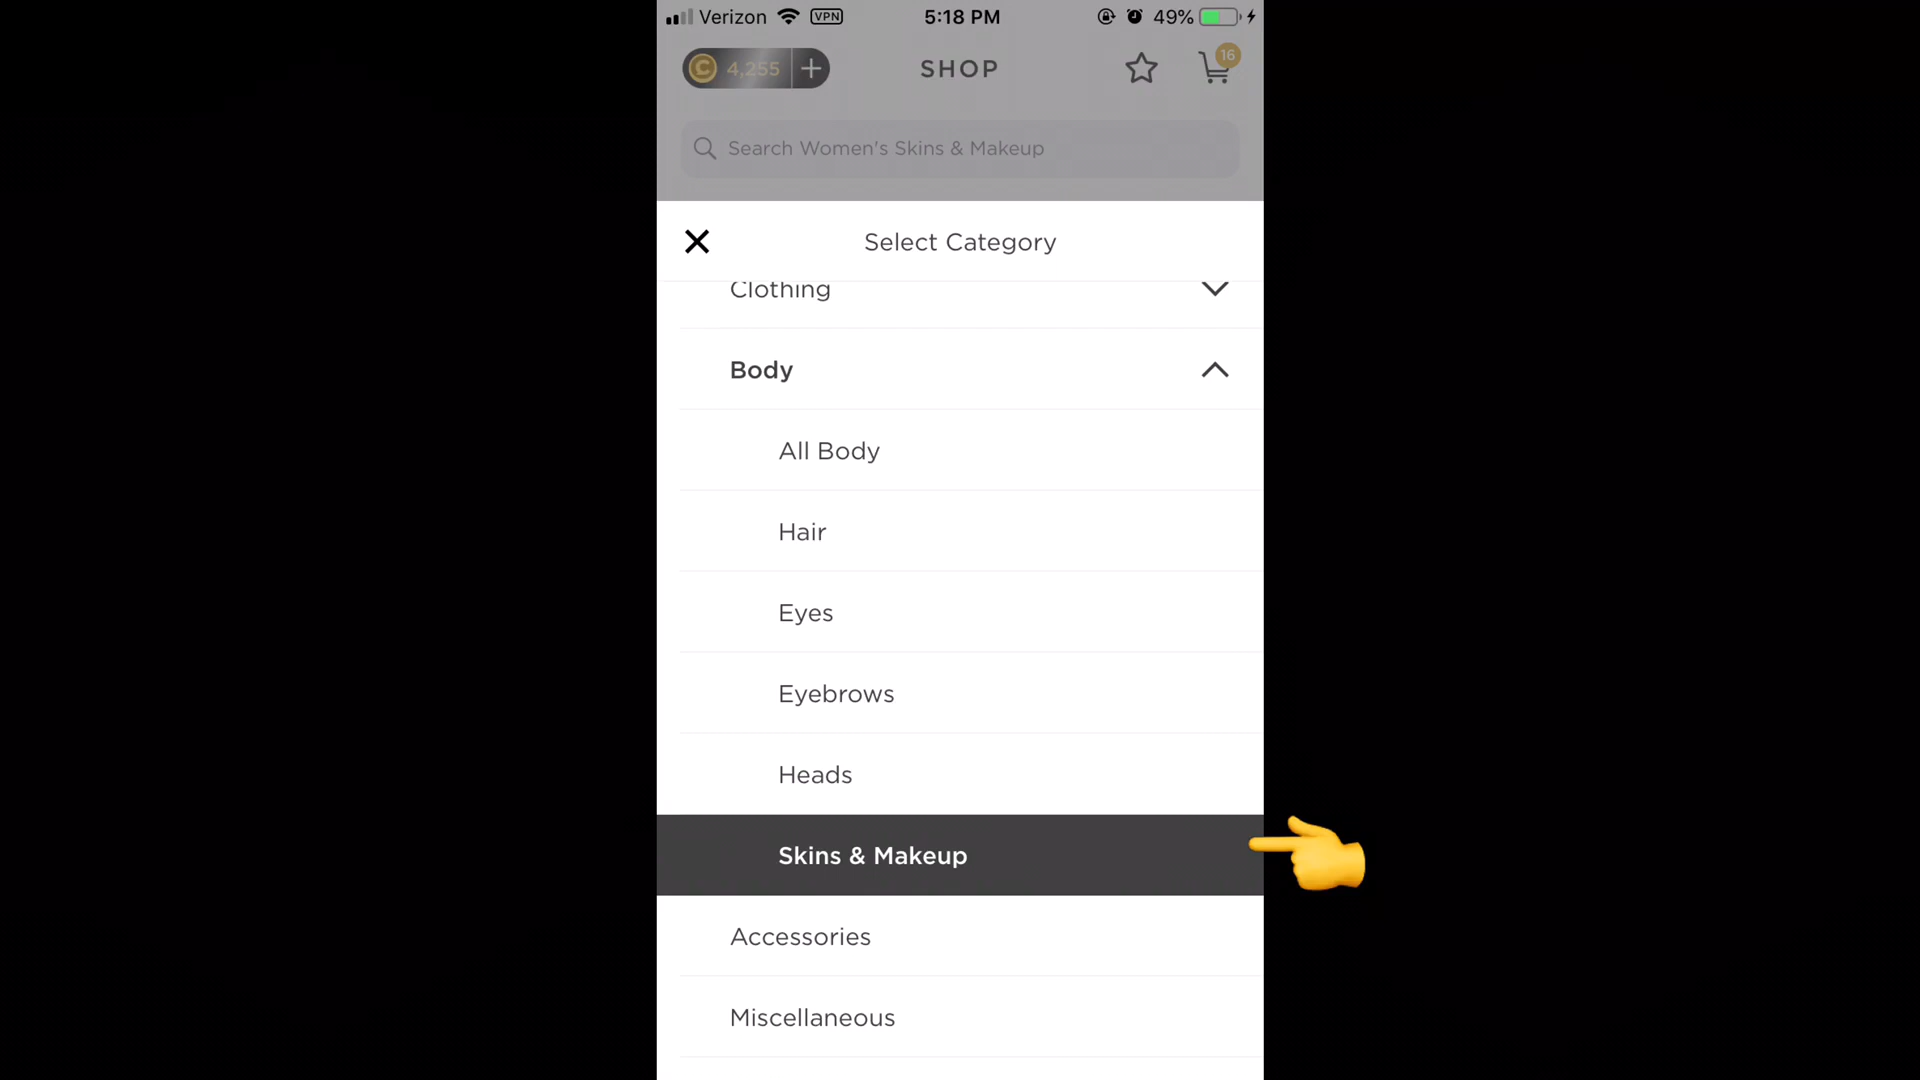 Verizon VPN 5:18 PM 49%
C 4,255 + SHOP 16
Search Women's Skins & Makeup
Select Category
Clothing
Body
All Body
Hair
Eyes
Eyebrows
Heads
Skins & Makeup
Accessories
Miscellaneous